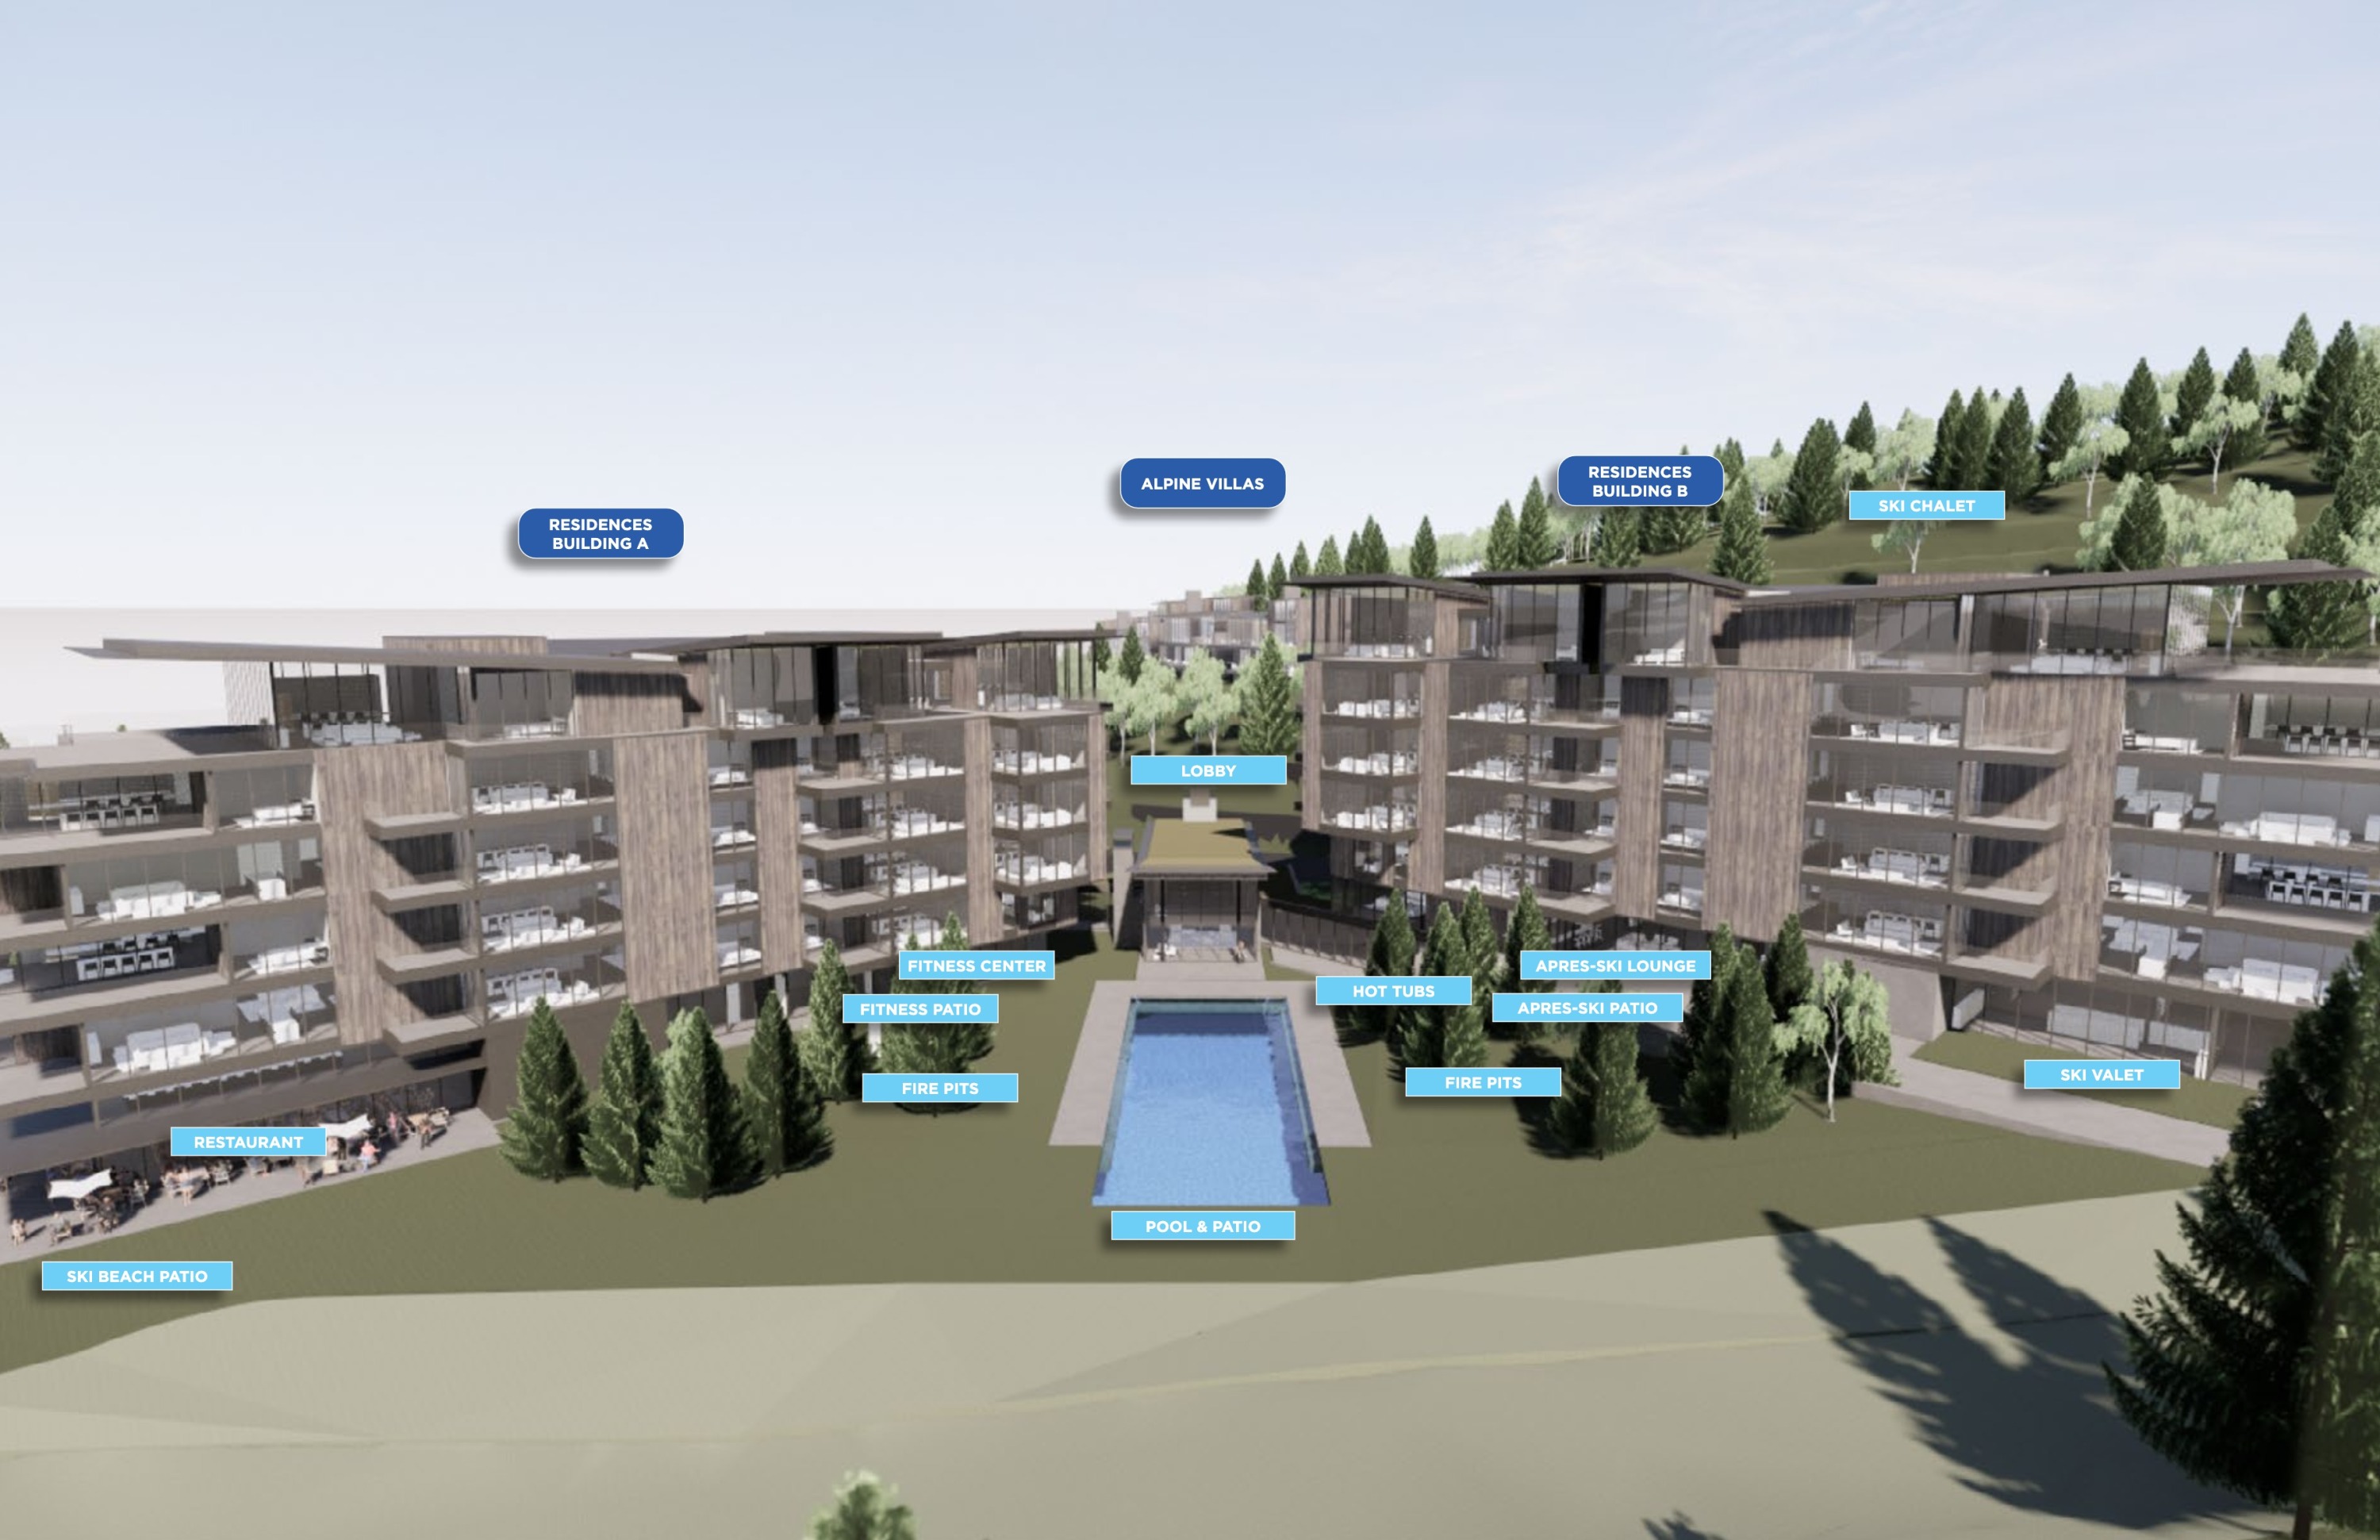 ALPINE VILLAS
RESIDENCES
BUILDING B
SKI CHALET
RESIDENCES
BUILDING A
LOBBY
FITNESS CENTER
APRES-SKI LOUNGE
HOT TUBS
FITNESS PATIO
APRES-SKI PATIO
SKI VALET
FIRE PITS
FIRE PITS
RESTAURANT
POOL & PATIO
SKI BEACH PATIO